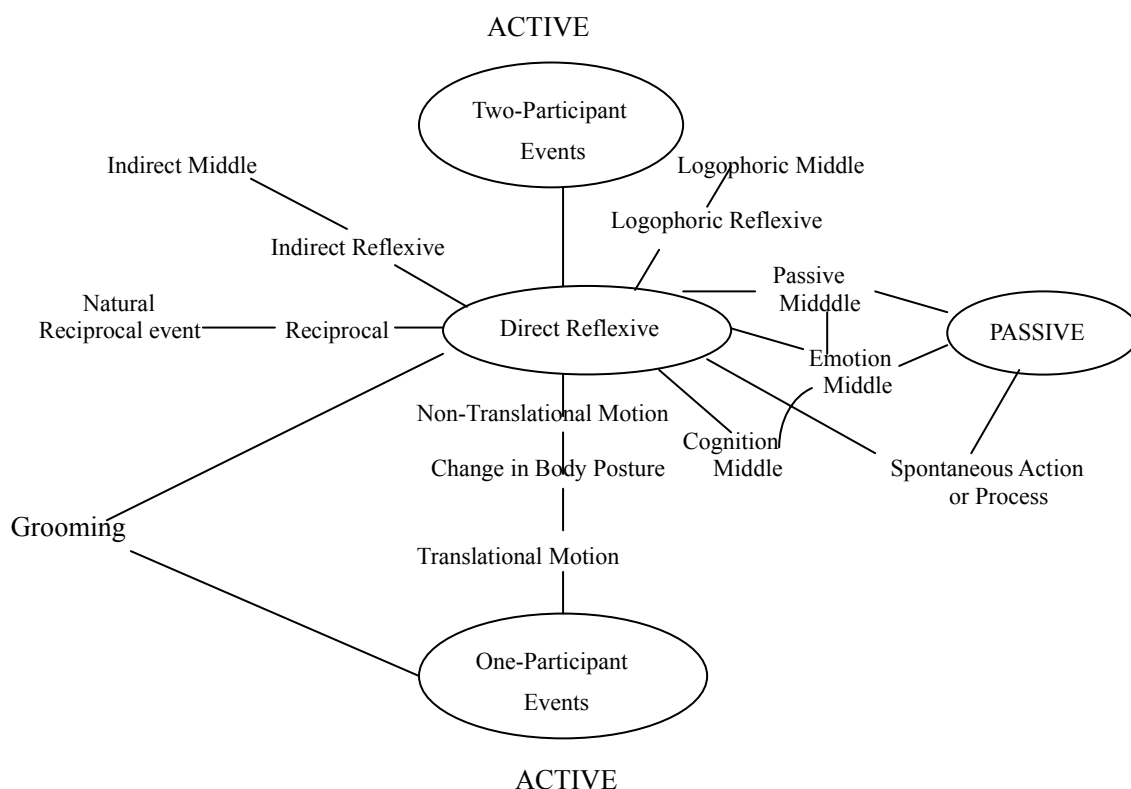 ACTIVE
Two-Participant
Events
Indirect Middle
Logophoric Middle
Logophoric Reflexive
Indirect Reflexive
Passive
Midddle
Natural
Reciprocal event
Reciprocal
Direct Reflexive
PASSIVE
Emotion
Middle
Non-Translational Motion
Cognition
Middle
Change in Body Posture
Spontaneous Action
or Process
Grooming
Translational Motion
One-Participant
Events
ACTIVE